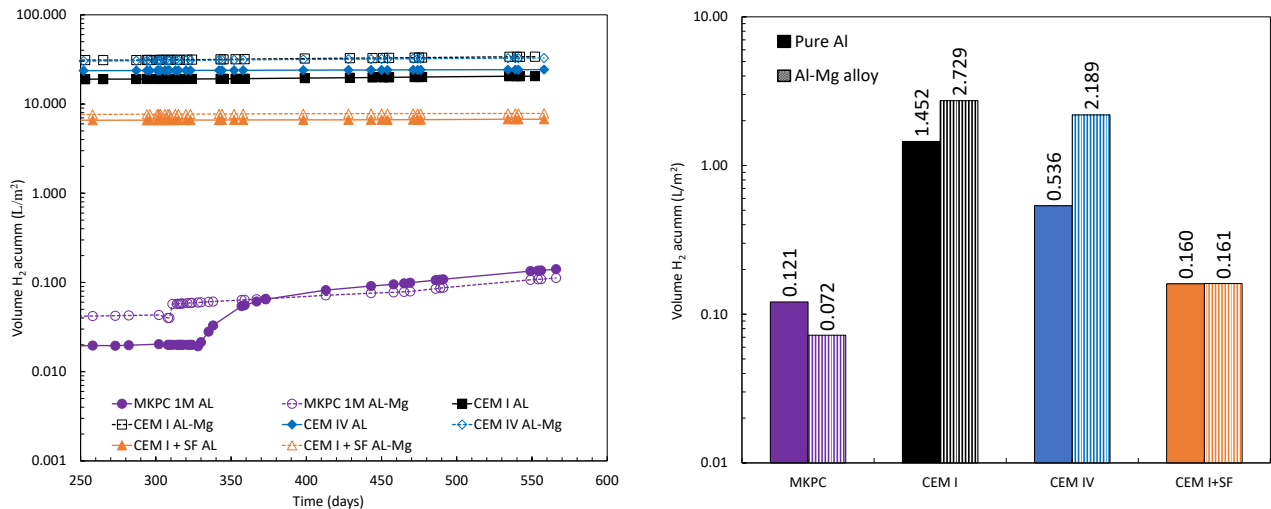 100.000
10.000
1.000
0.100
0.010
0.001
Volume H2 acumm (L/m²)
250 300 350 400 450 500 550 600
Time (days)
MKPC 1M AL MKPC 1M AL-Mg CEM I AL
CEM I AL-Mg CEM IV AL CEM IV AL-Mg
CEM I + SF AL CEM I + SF AL-Mg
10.00
1.00
0.10
0.01
Volume H2 acumm (L/m²)
Pure Al
Al-Mg alloy
0.121
0.072
1.452
2.729
0.536
2.189
0.160
0.161
MKPC CEM I CEM IV CEM I+SF